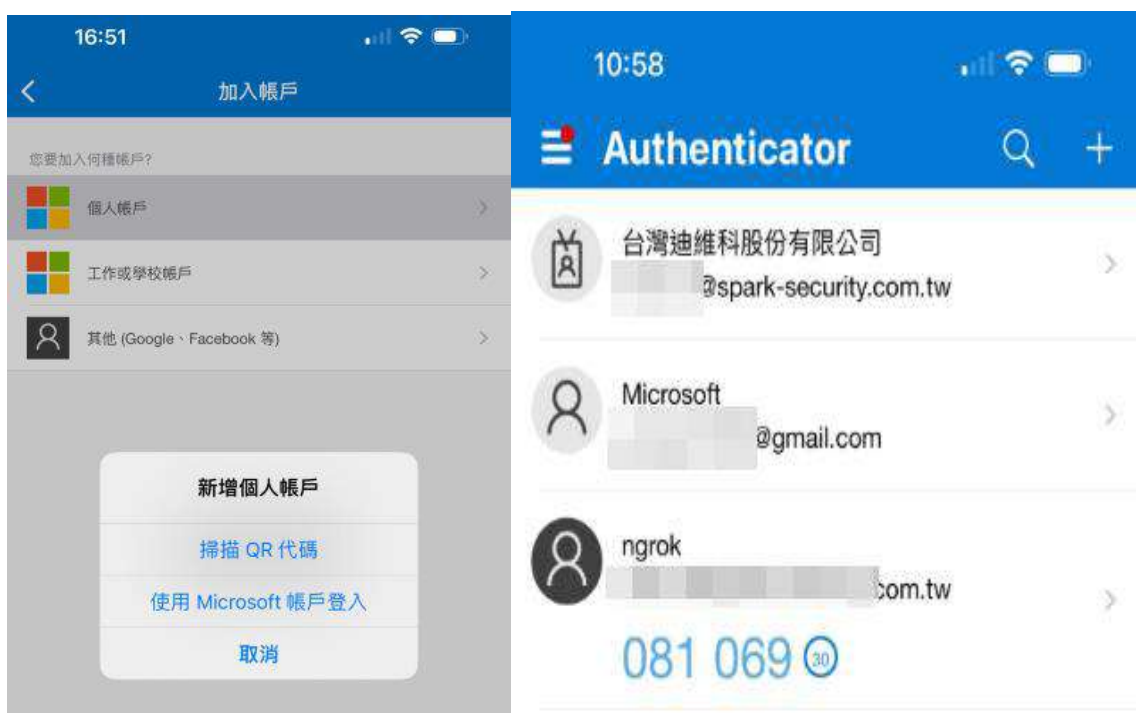 16:51
加入帳戶
您要加入何種帳戶?
個人帳戶
工作或學校帳戶
其他 (Google、Facebook 等)
新增個人帳戶
掃描 QR 代碼
使用 Microsoft 帳戶登入
取消
10:58
Authenticator
台灣迪維科股份有限公司
@spark-security.com.tw
Microsoft
@gmail.com
ngrok
com.tw
081 069 30